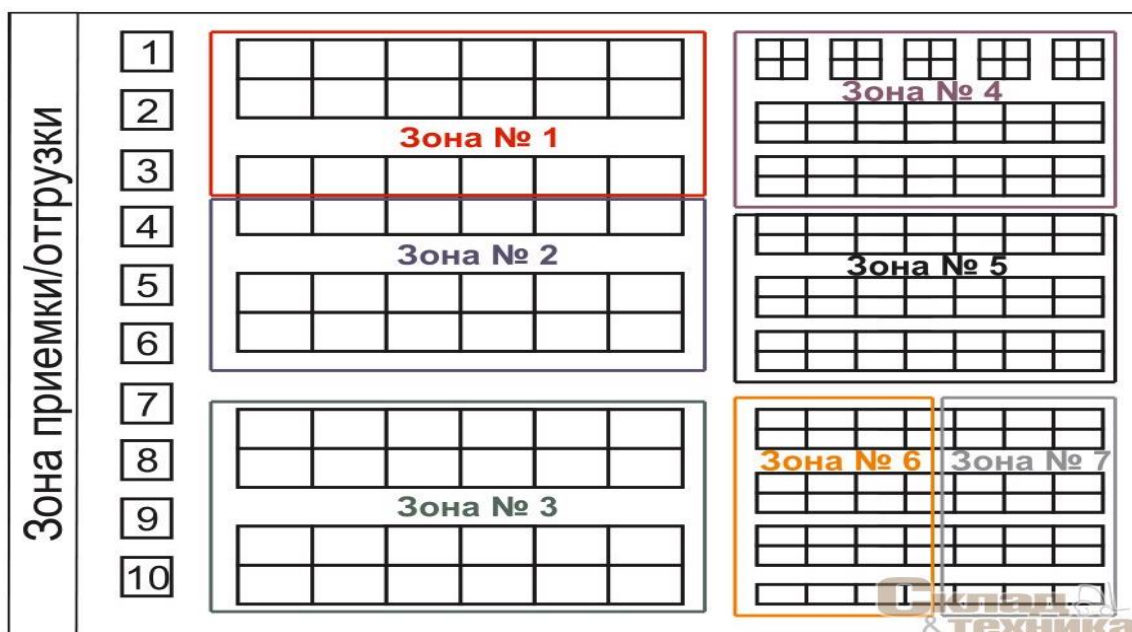 Зона приемки/отгрузки
1
2
3
4
5
6
7
8
9
10
Зона № 1
Зона № 2
Зона № 3
Зона № 4
Зона № 5
Зона № 6
Зона № 7
Склад
& техника